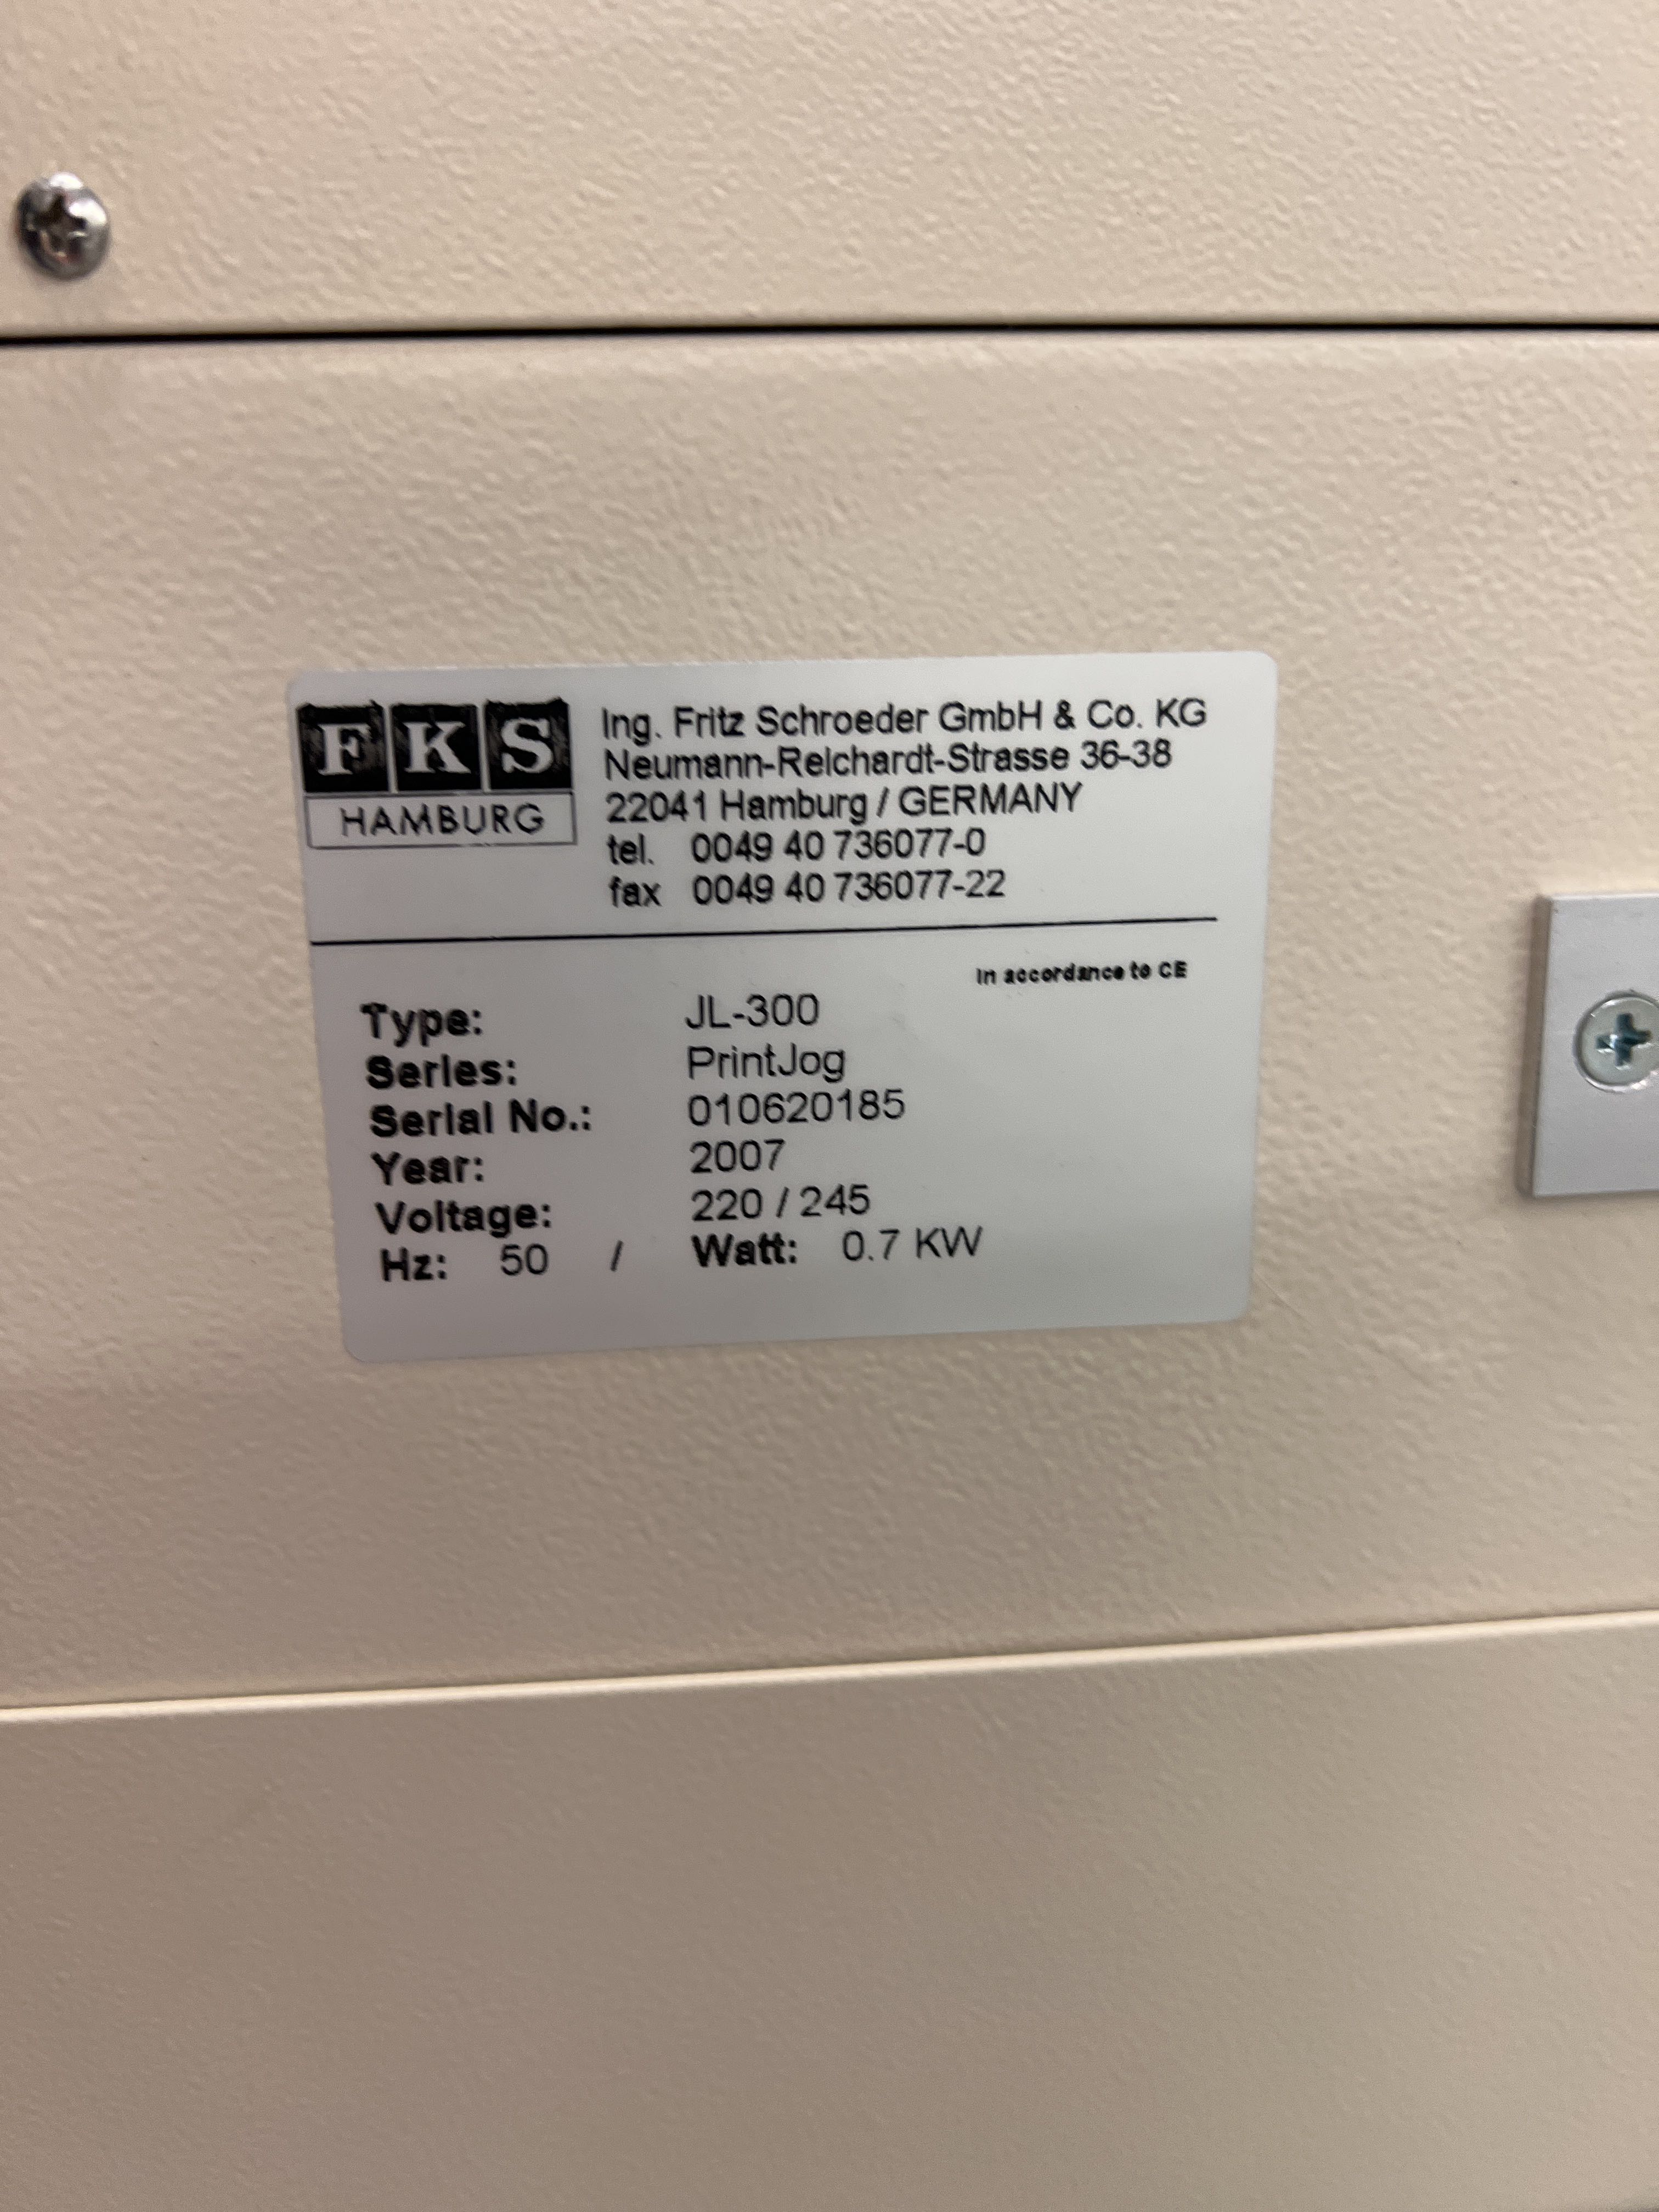 FKS
HAMBURG
Ing. Fritz Schroeder GmbH & Co. KG
Neumann-Reichardt-Strasse 36-38
22041 Hamburg / GERMANY
tel. 0049 40 736077-0
fax 0049 40 736077-22
In accordance to CE
Type: JL-300
Series: PrintJog
Serial No.: 010620185
Year: 2007
Voltage: 220 / 245
Hz: 50 / Watt: 0.7 KW